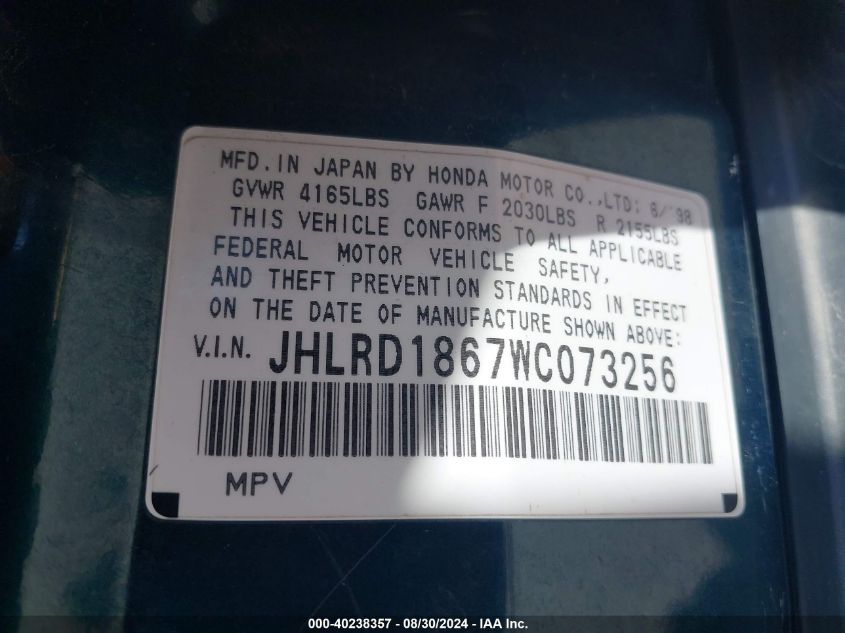 MFD. IN JAPAN BY HONDA MOTOR CO., LTD: 6/'98
GVWR 4165LBS GAWR F 2030LBS R 2155LBS
THIS VEHICLE CONFORMS TO ALL APPLICABLE
FEDERAL MOTOR VEHICLE SAFETY,
AND THEFT PREVENTION STANDARDS IN EFFECT
ON THE DATE OF MANUFACTURE SHOWN ABOVE:
V.I.N. JHLRD1867WC073256
MPV
000-40238357 - 08/30/2024 - IAA Inc.